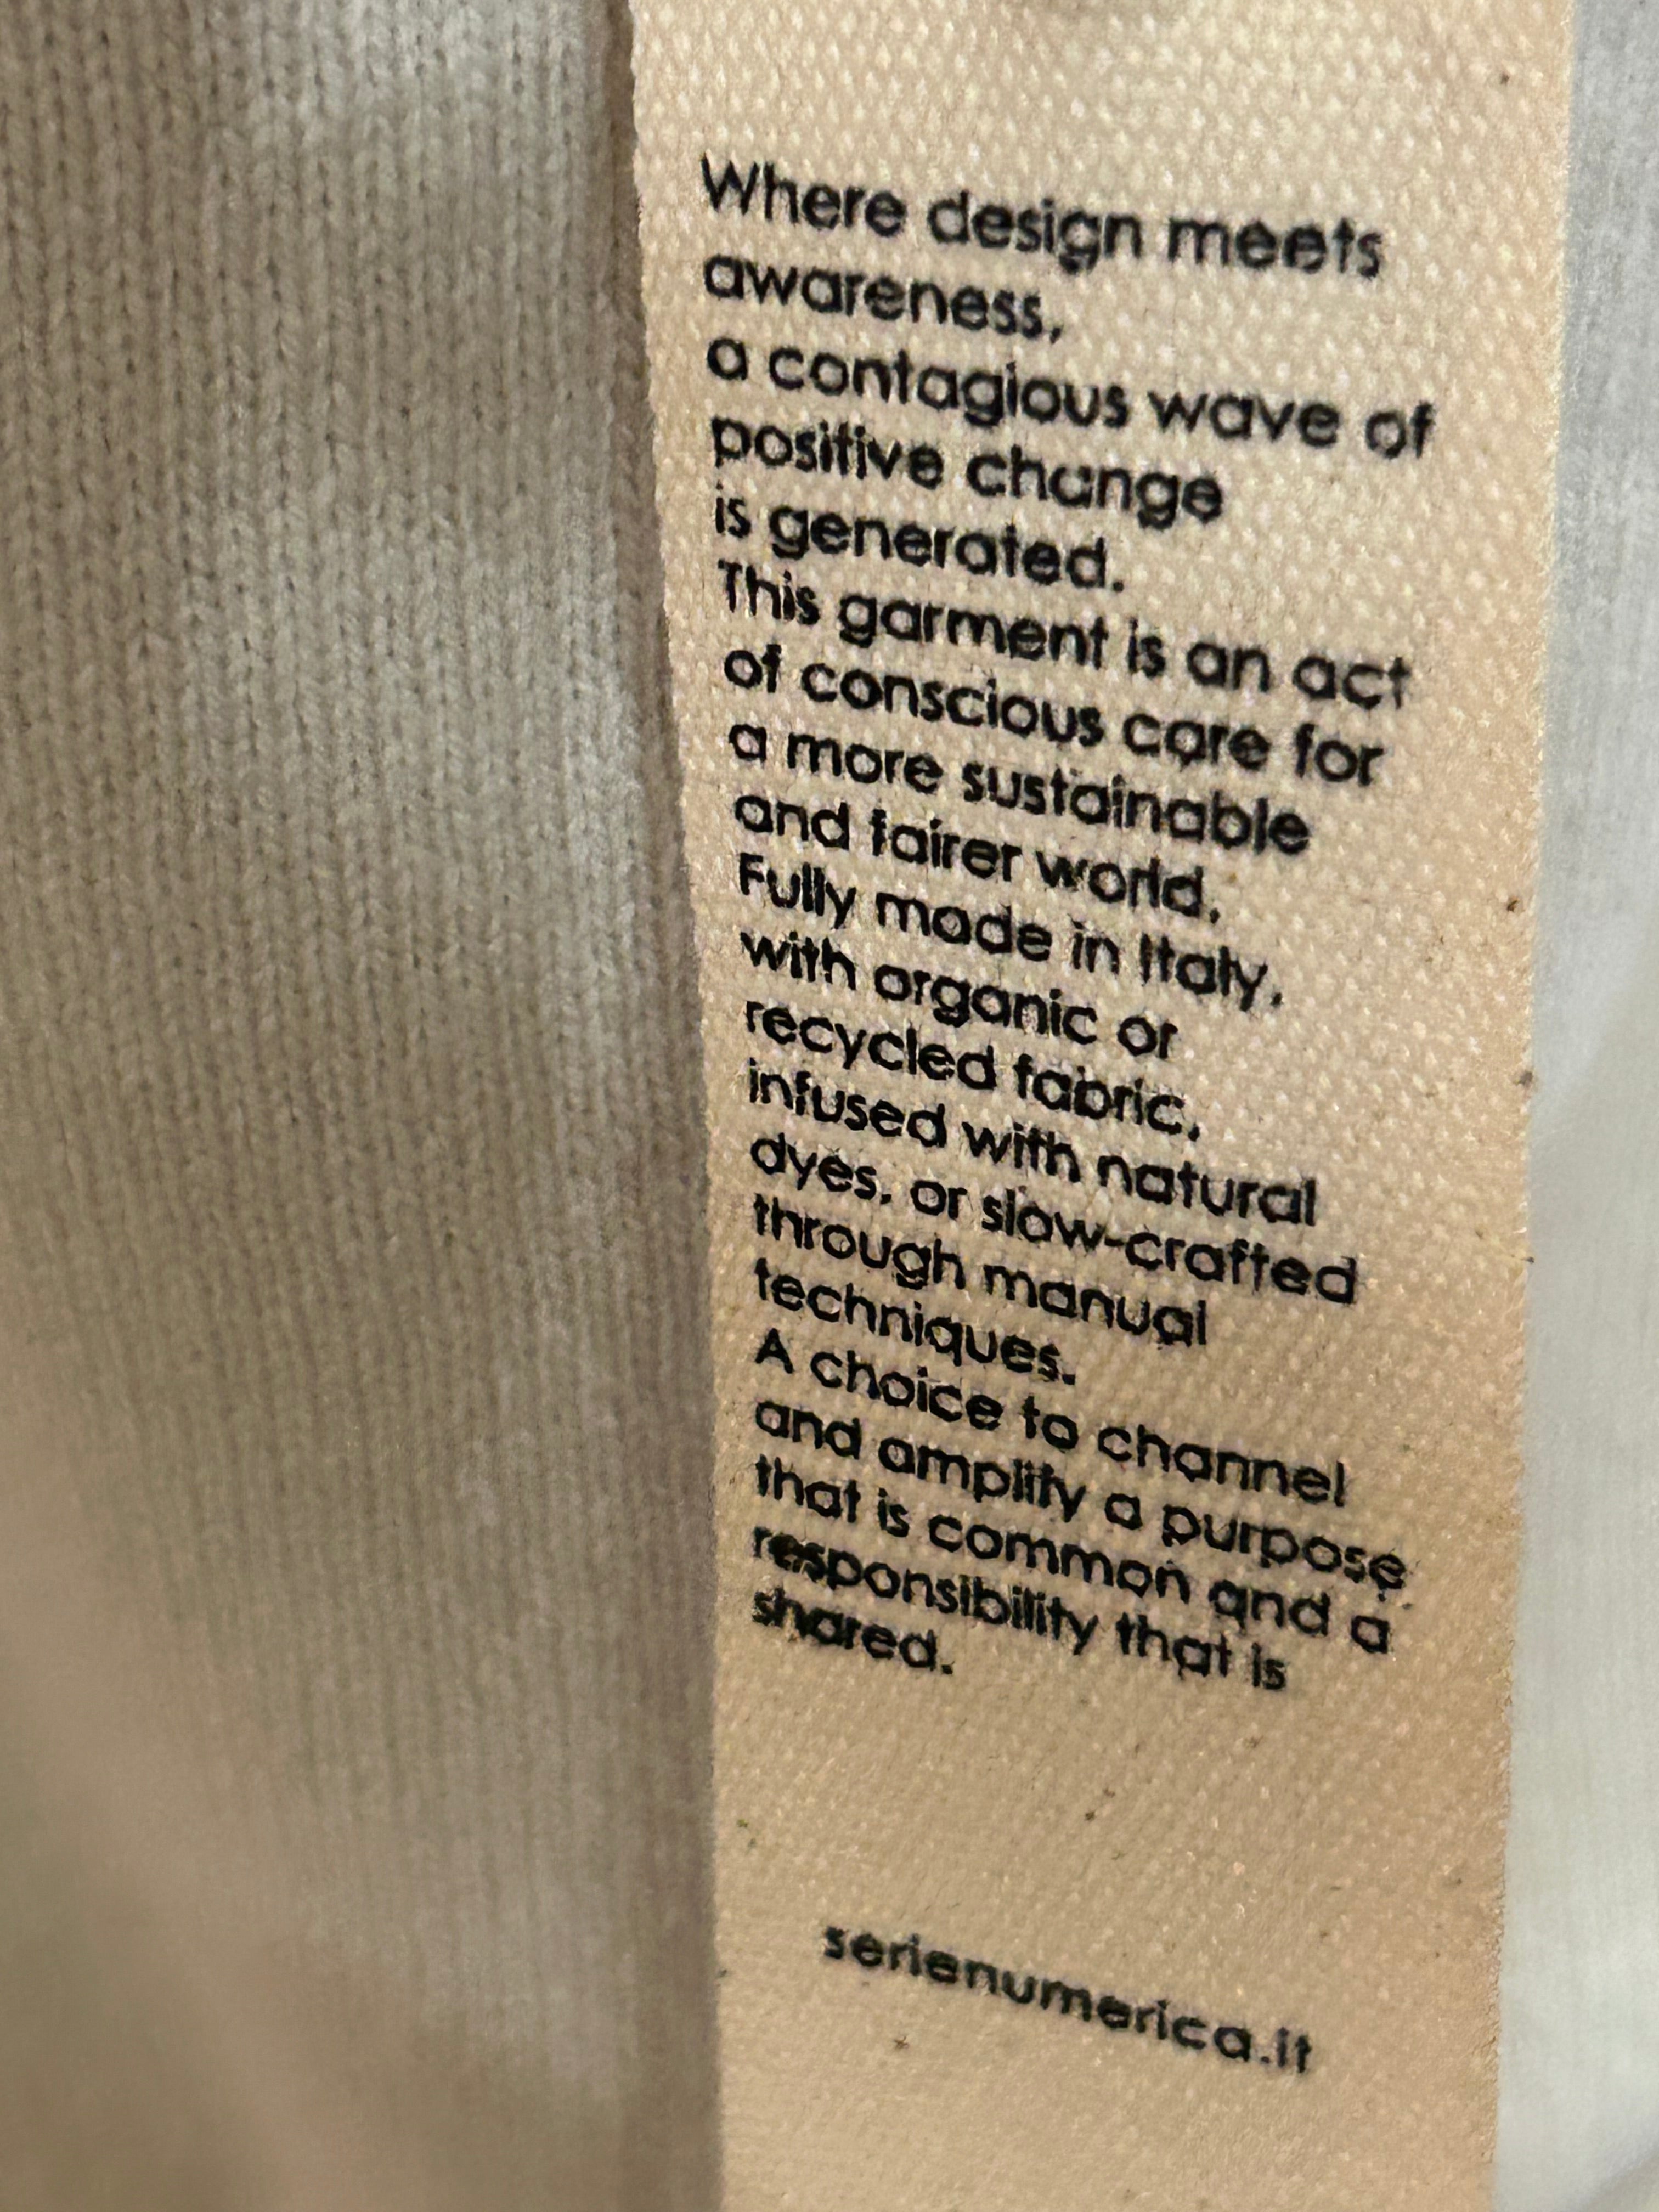 Where design meets
awareness,
a contagious wave of
positive change
is generated.
This garment is an act
of conscious care for
a more sustainable
and fairer world.
Fully made in Italy,
with organic or
recycled fabric,
infused with natural
dyes, or slow-crafted
through manual
techniques.
A choice to channel
and amplify a purpose
that is common and a
responsibility that is
shared.
serienumerica.it